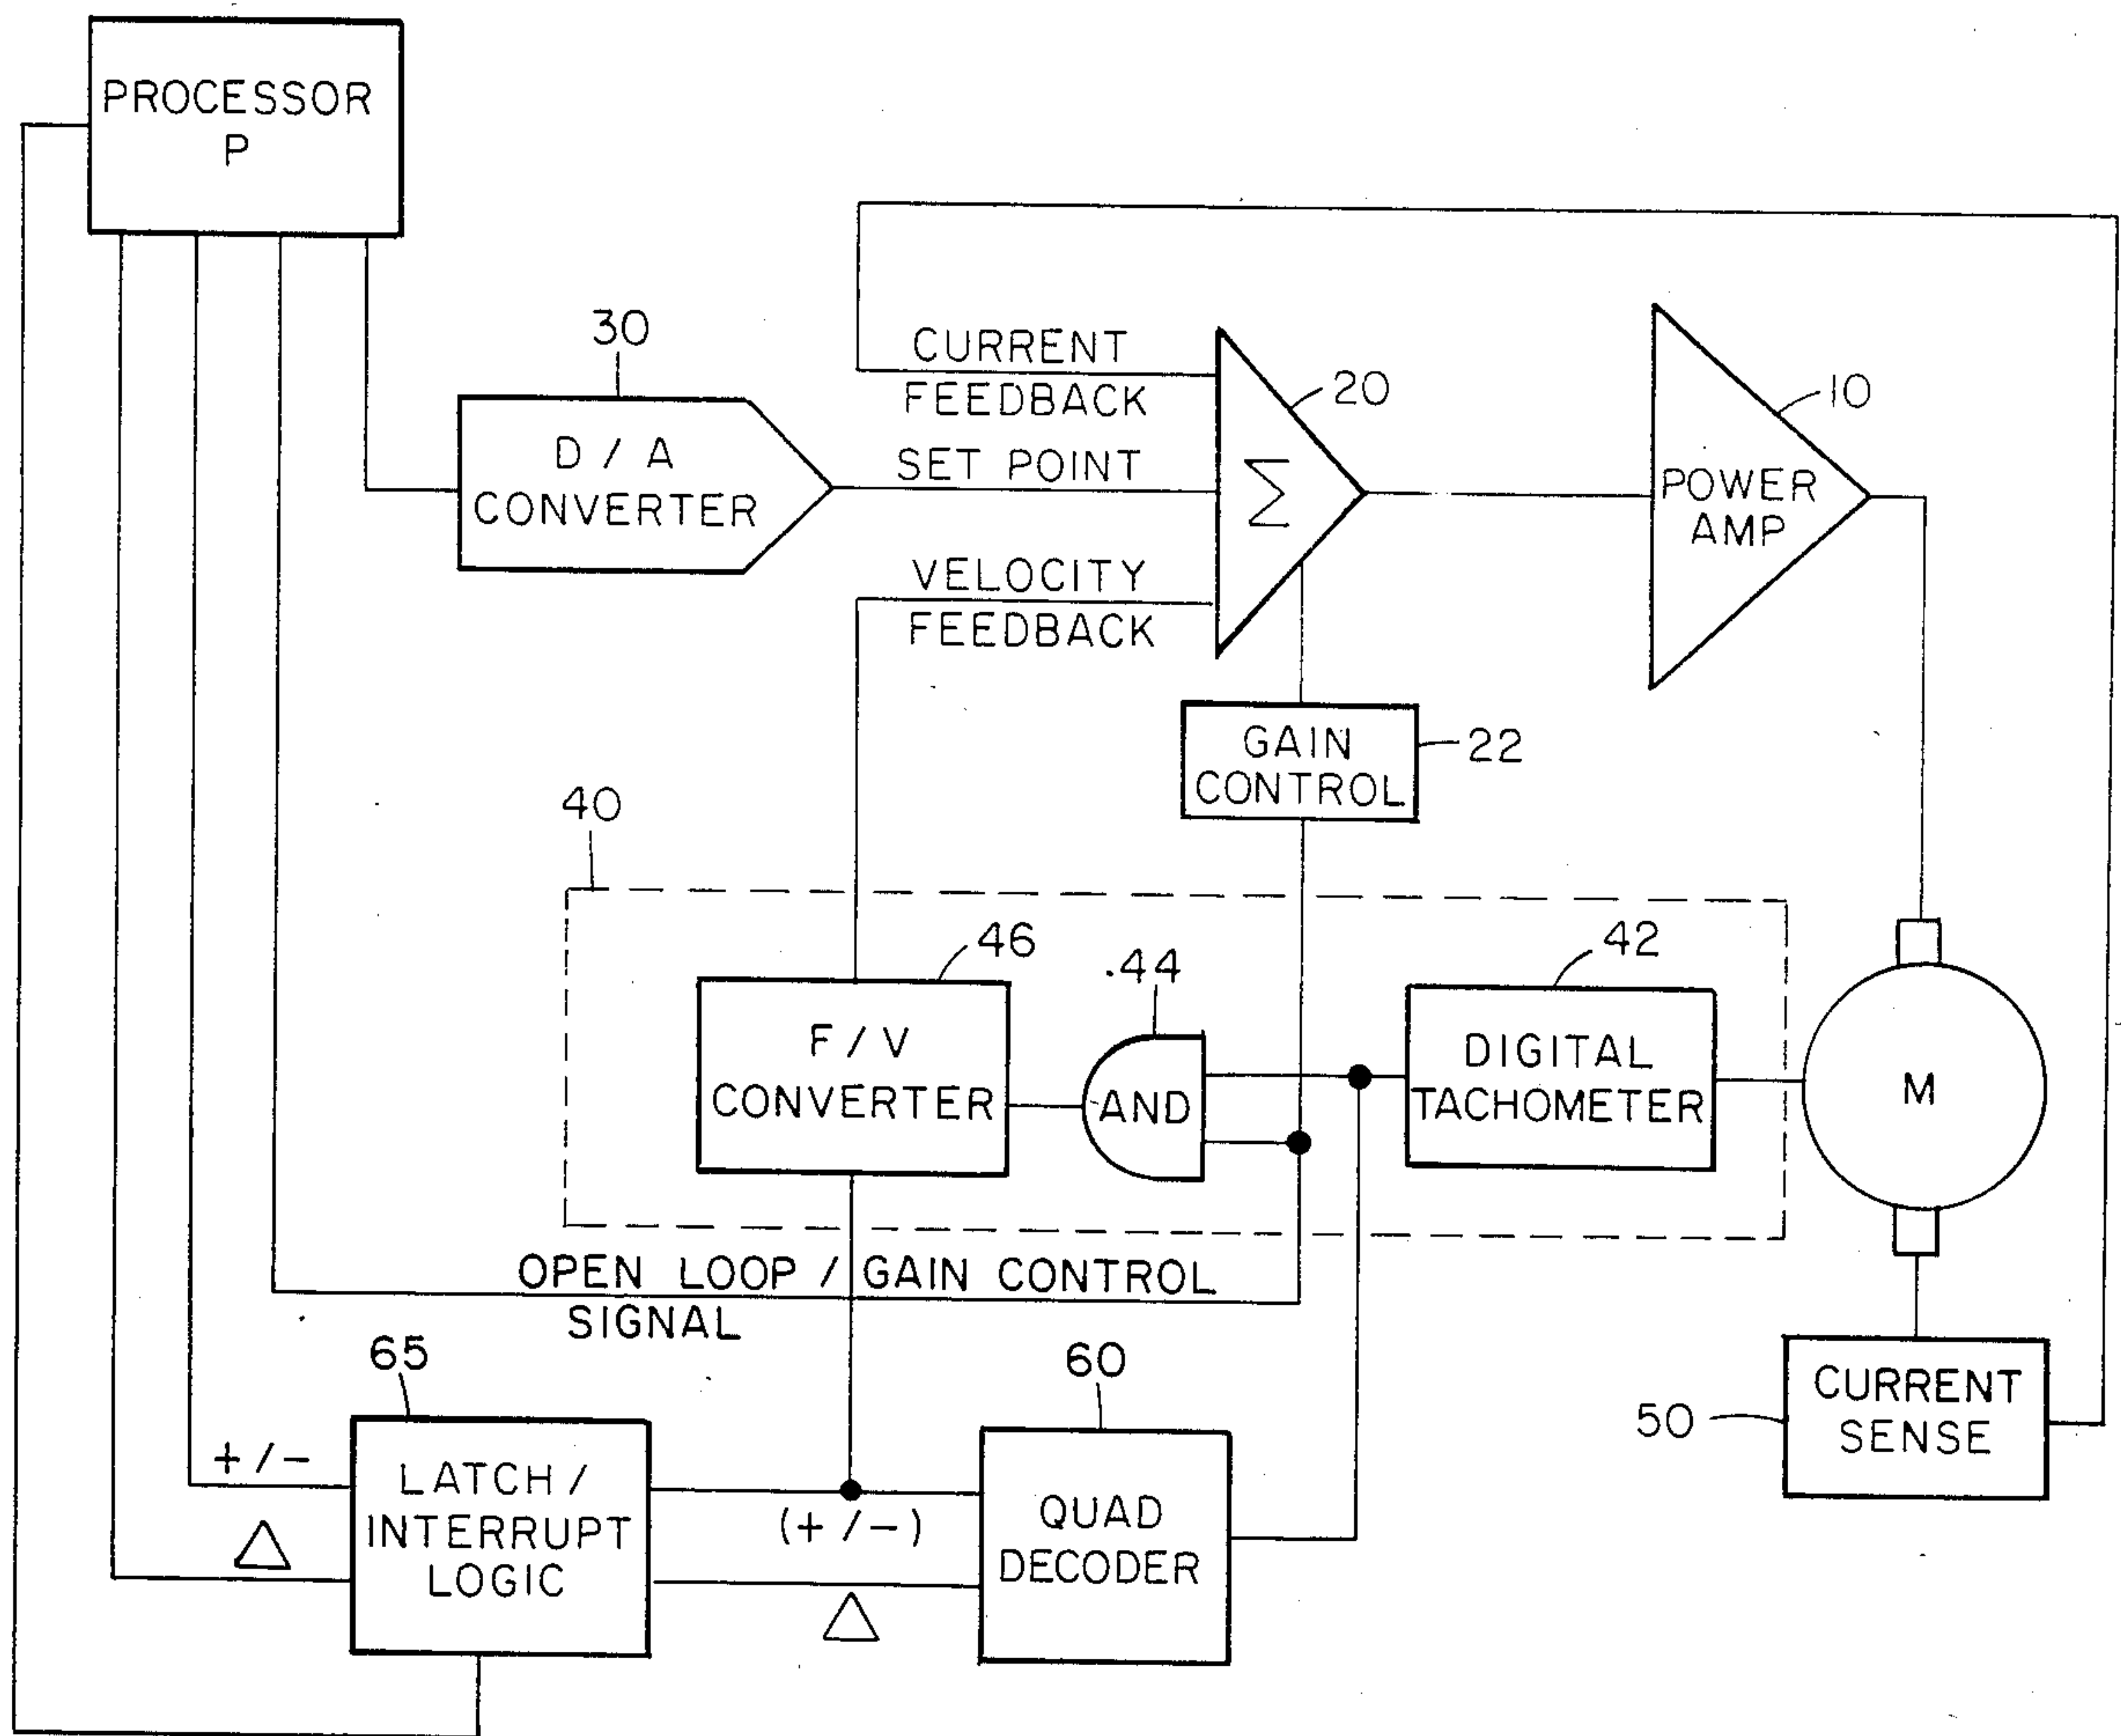 PROCESSOR
P
30
D / A
CONVERTER
CURRENT
FEEDBACK
SET POINT
VELOCITY
FEEDBACK
Σ
20
POWER
AMP
10
GAIN
CONTROL
22
40
F / V
CONVERTER
46
44
AND
42
DIGITAL
TACHOMETER
M
OPEN LOOP / GAIN CONTROL
SIGNAL
65
+ / -
△
LATCH /
INTERRUPT
LOGIC
(+ / -)
△
60
QUAD
DECODER
50
CURRENT
SENSE